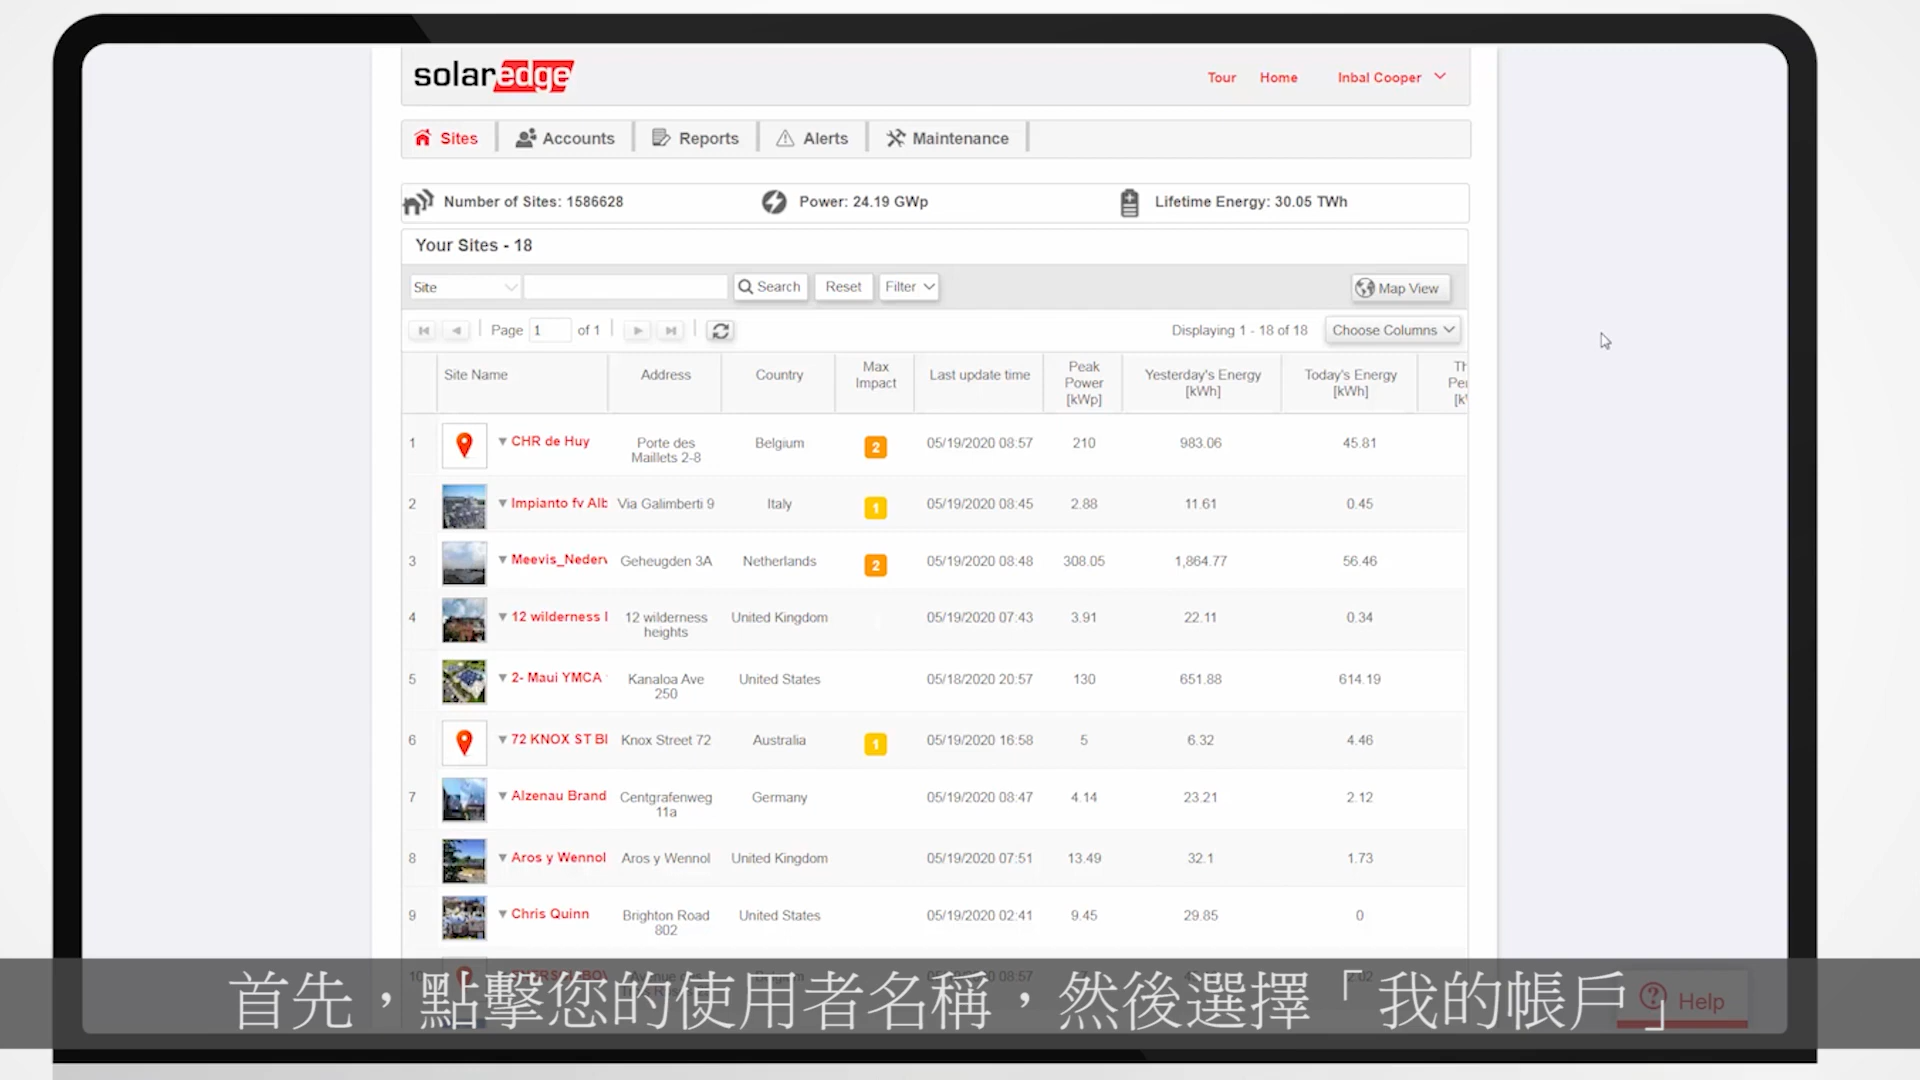 solaredge
Tour Home Inbal Cooper
Sites Accounts Reports Alerts Maintenance
Number of Sites: 1586628 Power: 24.19 GWp Lifetime Energy: 30.05 TWh
Your Sites - 18
Site Search Reset Filter Map View
Page 1 of 1 Displaying 1 - 18 of 18 Choose Columns
Site Name Address Country Max Impact Last update time Peak Power [kWp] Yesterday's Energy [kWh] Today's Energy [kWh]
1 CHR de Huy Porte des Maillets 2-8 Belgium 2 05/19/2020 08:57 210 983.06 45.81
2 Impianto fv Alb Via Galimberti 9 Italy 1 05/19/2020 08:45 2.88 11.61 0.45
3 Meevis_Nederv Geheugden 3A Netherlands 2 05/19/2020 08:48 308.05 1,864.77 56.46
4 12 wilderness 12 wilderness heights United Kingdom 05/19/2020 07:43 3.91 22.11 0.34
5 2- Maui YMCA Kanaloa Ave 250 United States 05/18/2020 20:57 130 651.88 614.19
6 72 KNOX ST Bl Knox Street 72 Australia 1 05/19/2020 16:58 5 6.32 4.46
7 Alzenau Brand Centgrafenweg 11a Germany 05/19/2020 08:47 4.14 23.21 2.12
8 Aros y Wennol Aros y Wennol United Kingdom 05/19/2020 07:51 13.49 32.1 1.73
9 Chris Quinn Brighton Road 802 United States 05/19/2020 02:41 9.45 29.85 0
首先，點擊您的使用者名稱，然後選擇「我的帳戶」
Help